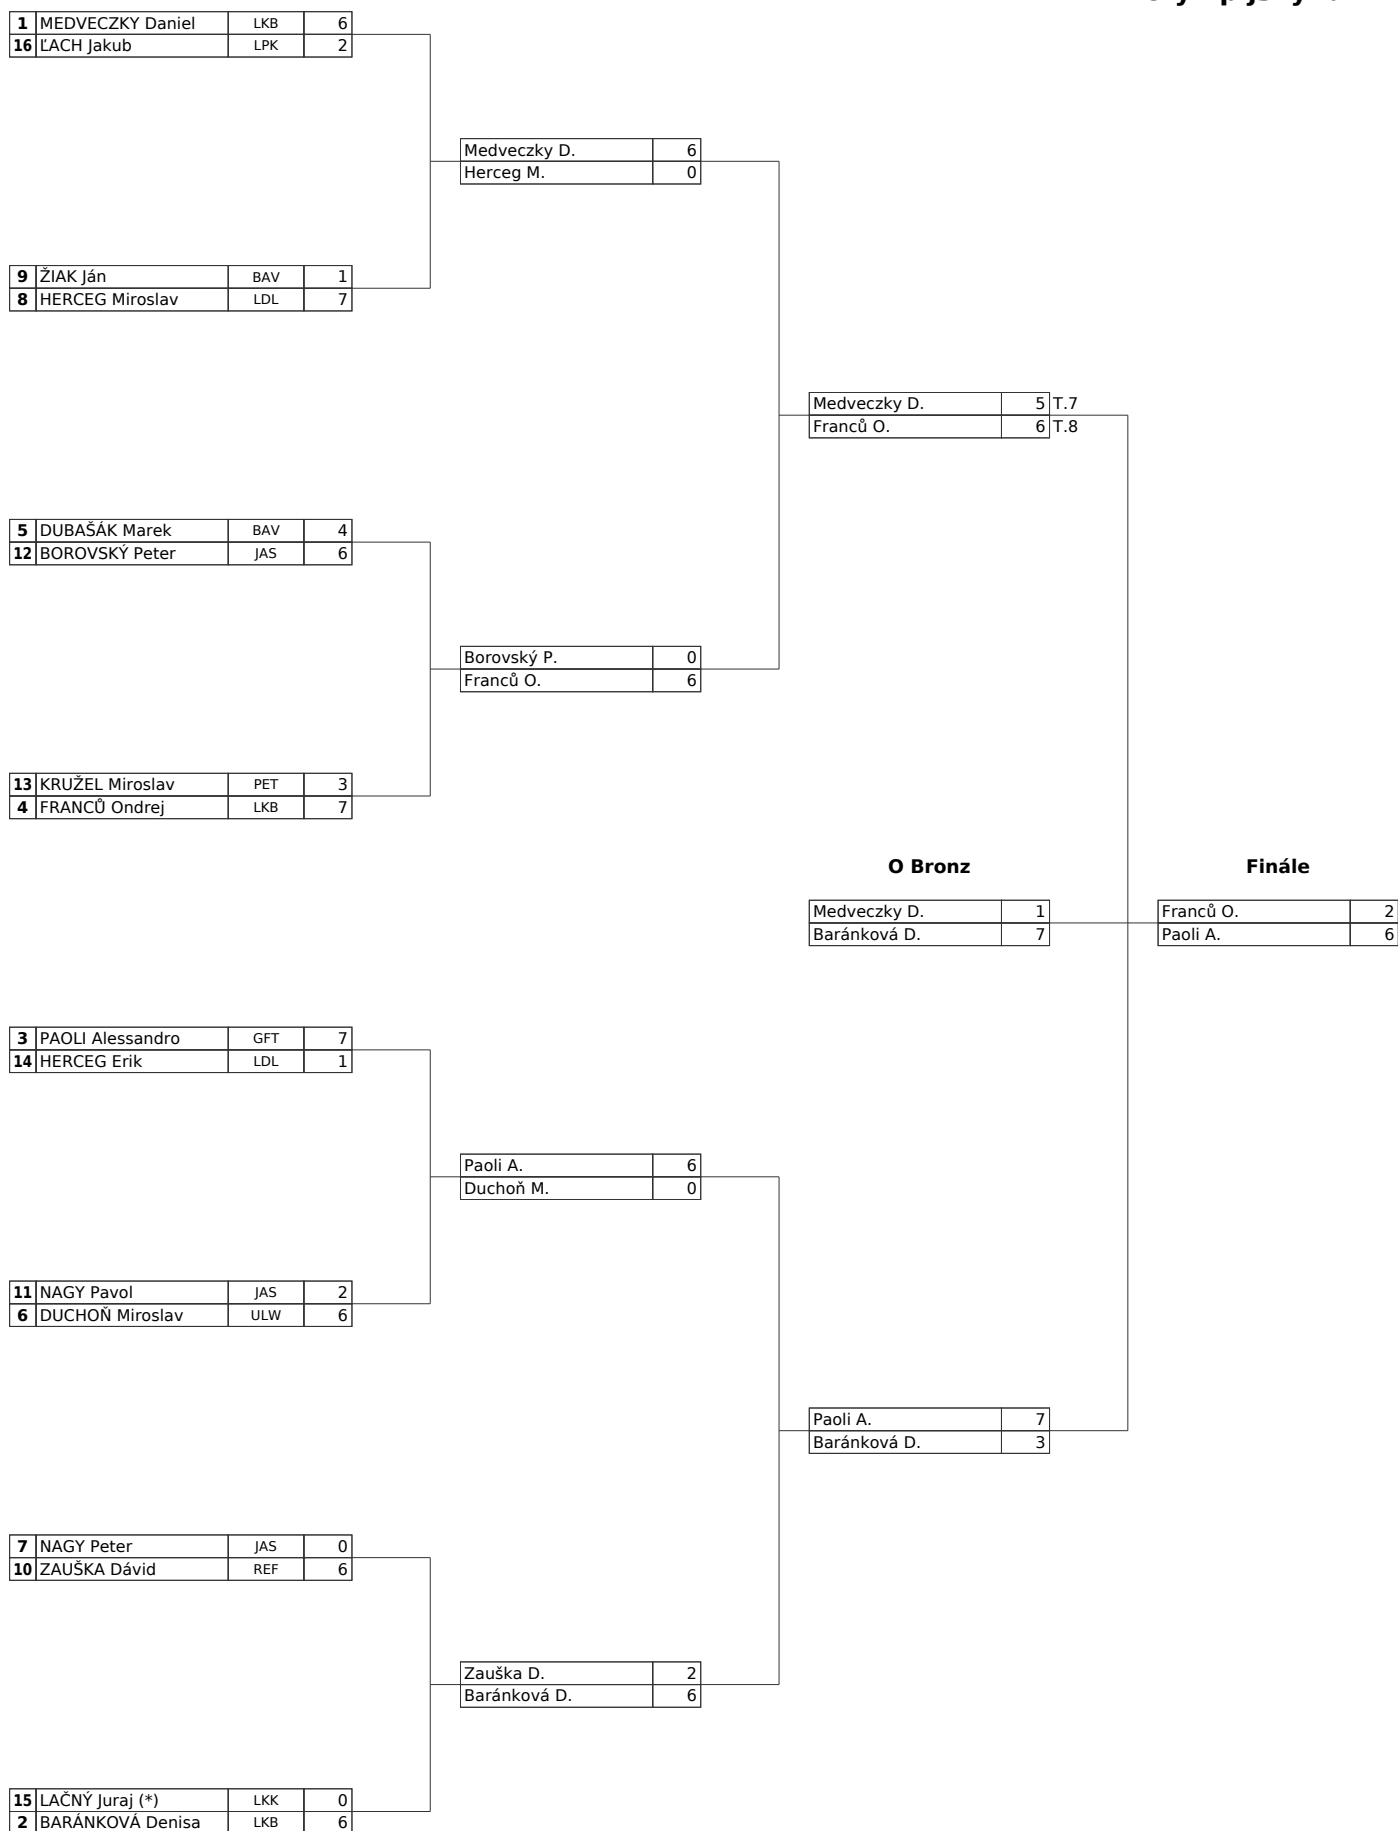 1 MEDVECZKY Daniel LKB 6
16 ĽACH Jakub LPK 2
Medveczky D. 6
Herceg M. 0
9 ŽIAK Ján BAV 1
8 HERCEG Miroslav LDL 7
Medveczky D. 5 T.7
Franců O. 6 T.8
5 DUBAŠÁK Marek BAV 4
12 BOROVSKÝ Peter JAS 6
Borovský P. 0
Franců O. 6
13 KRUŽEL Miroslav PET 3
4 FRANCŮ Ondrej LKB 7
O Bronz Finále
Medveczky D. 1 Franců O. 2
Baránková D. 7 Paoli A. 6
3 PAOLI Alessandro GFT 7
14 HERCEG Erik LDL 1
Paoli A. 6
Duchoň M. 0
11 NAGY Pavol JAS 2
6 DUCHOŇ Miroslav ULW 6
Paoli A. 7
Baránková D. 3
7 NAGY Peter JAS 0
10 ZAUŠKA Dávid REF 6
Zauška D. 2
Baránková D. 6
15 LAČNÝ Juraj (*) LKK 0
2 BARÁNKOVÁ Denisa LKB 6